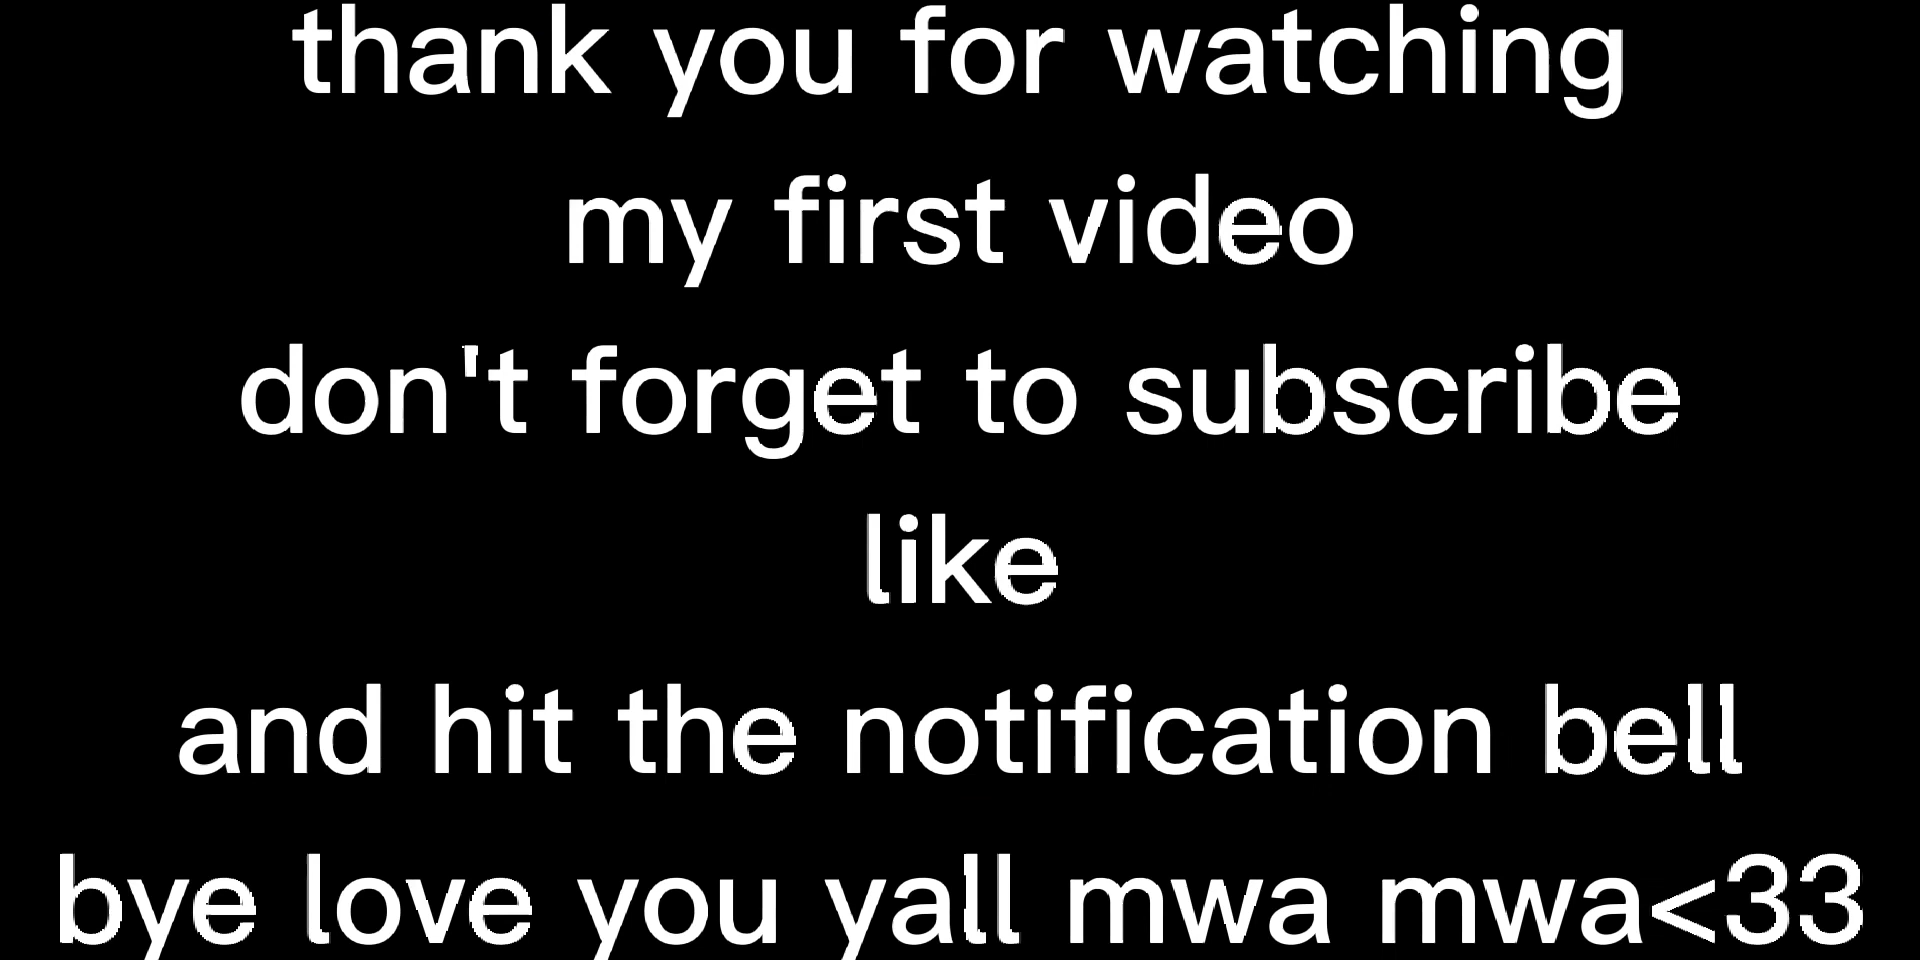 thank you for watching
my first video
don't forget to subscribe
like
and hit the notification bell
bye love you yall mwa mwa<33